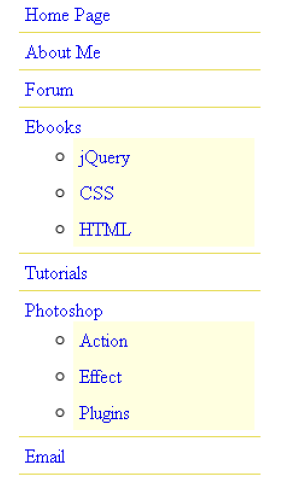 Home Page
About Me
Forum
Ebooks
jQuery
CSS
HTML
Tutorials
Photoshop
Action
Effect
Plugins
Email